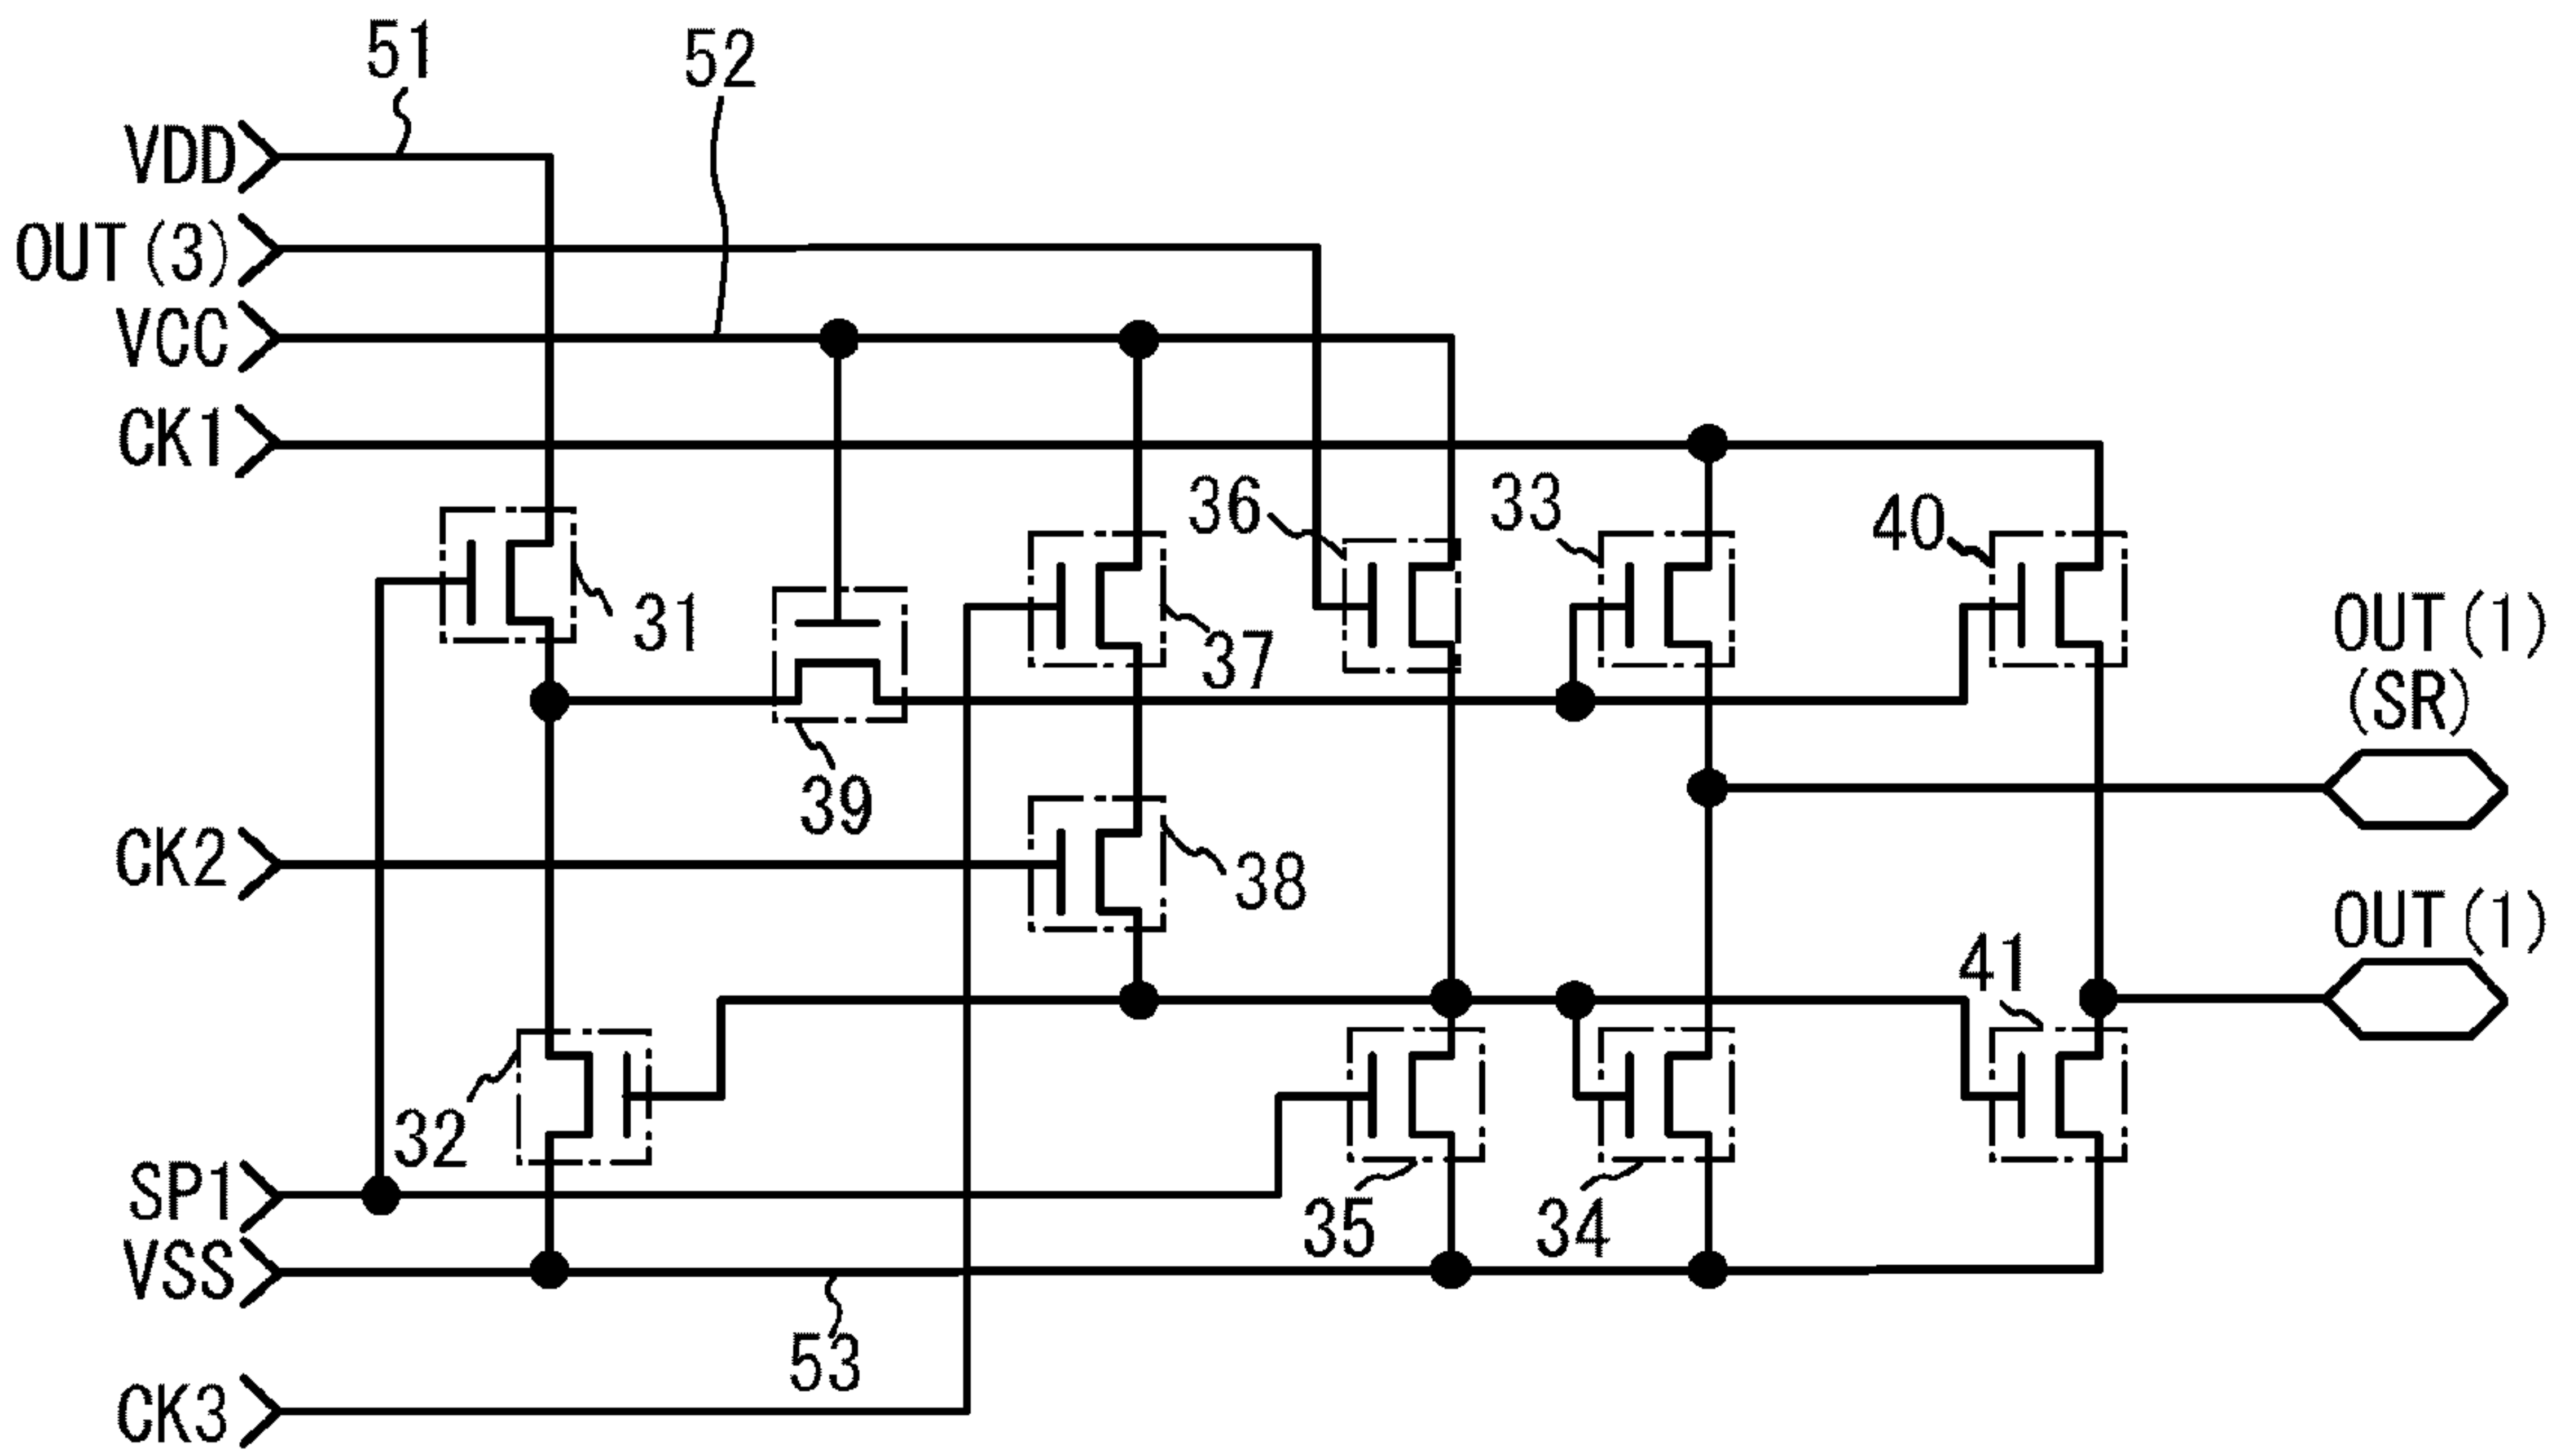 51
52
VDD
OUT(3)
VCC
CK1
36
33
40
31
37
OUT(1)
(SR)
39
CK2
38
OUT(1)
41
32
SP1
35
34
VSS
53
CK3